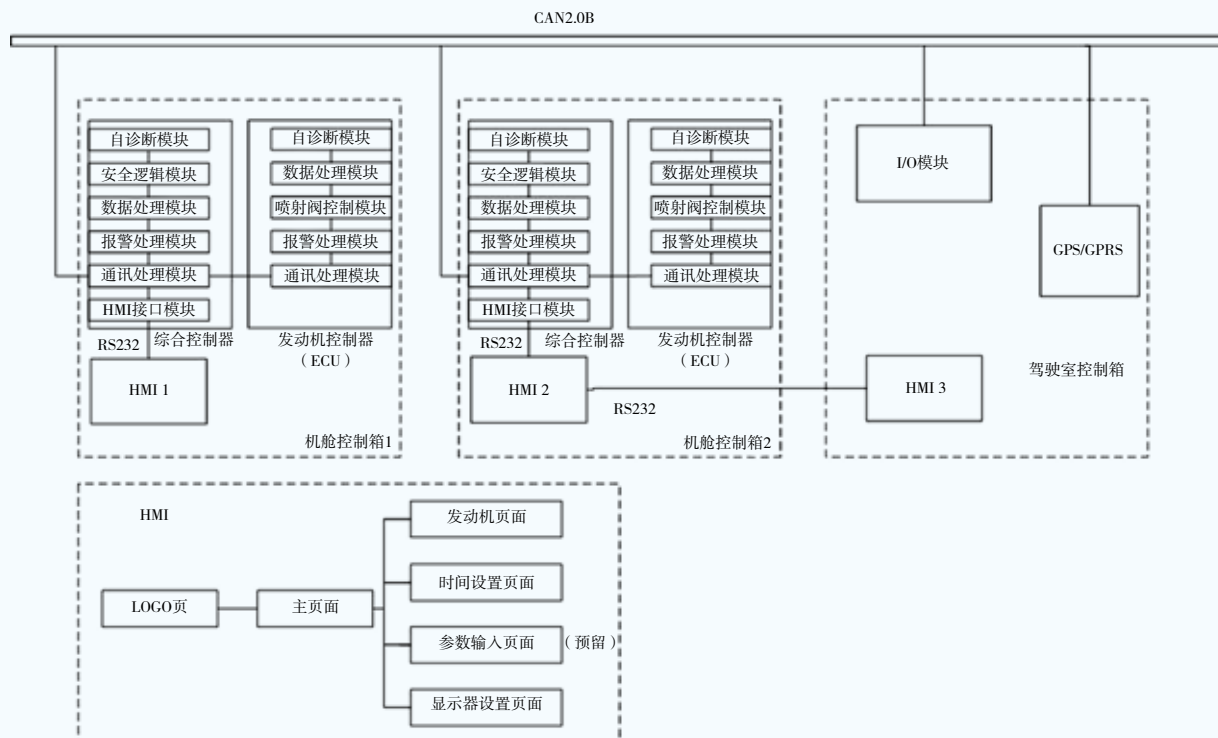 CAN2.0B
自诊断模块
安全逻辑模块
数据处理模块
报警处理模块
通讯处理模块
HMI接口模块
RS232
综合控制器
自诊断模块
数据处理模块
喷射阀控制模块
报警处理模块
通讯处理模块
发动机控制器
（ECU）
HMI 1
机舱控制箱1
自诊断模块
安全逻辑模块
数据处理模块
报警处理模块
通讯处理模块
HMI接口模块
RS232
综合控制器
自诊断模块
数据处理模块
喷射阀控制模块
报警处理模块
通讯处理模块
发动机控制器
（ECU）
HMI 2
RS232
机舱控制箱2
I/O模块
GPS/GPRS
驾驶室控制箱
HMI 3
HMI
LOGO页
主页面
发动机页面
时间设置页面
参数输入页面
（预留）
显示器设置页面